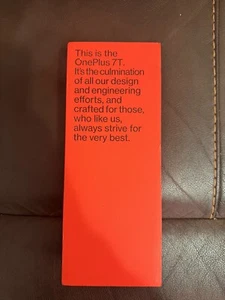 This is the
OnePlus 7T.
It's the culmination
of all our design
and engineering
efforts, and
crafted for those,
who like us,
always strive for
the very best.